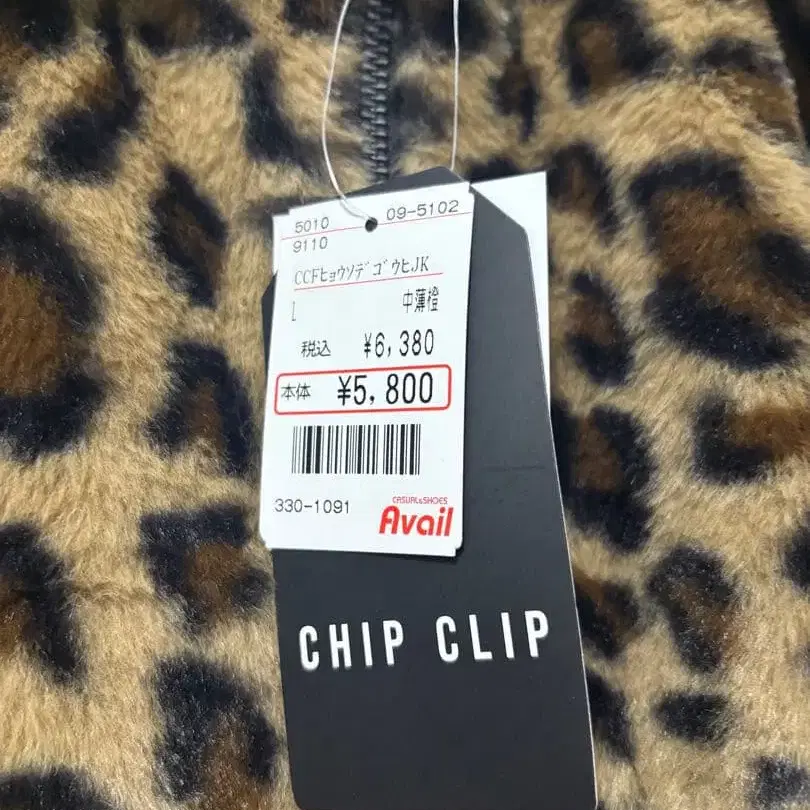 5010 09-5102
9110
CCFﾋｮｳｿﾃﾞｺﾞｳﾋJK
L 中薄橙
税込 ¥6,380
本体 ¥5,800
330-1091
CASUAL&SHOES
Avail
CHIP CLIP